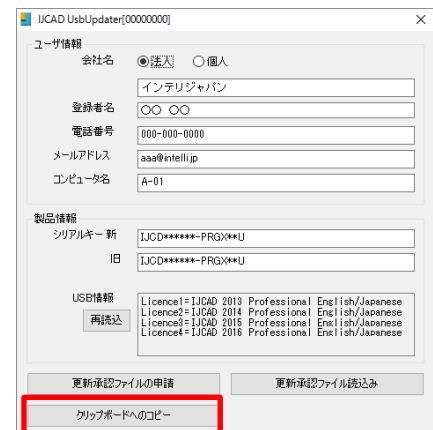 IJCAD UsbUpdater[00000000]
ユーザ情報
会社名 法人 個人
インテリジャパン
登録者名 ○○ ○○
電話番号 000-000-0000
メールアドレス aaa@intelli.jp
コンピュータ名 A-01
製品情報
シリアルキー 新 IJCD******-PRGX**U
旧 IJCD******-PRGX**U
USB情報
再読込
Licence1=IJCAD 2013 Professional English/Japanese
Licence2=IJCAD 2014 Professional English/Japanese
Licence3=IJCAD 2015 Professional English/Japanese
Licence4=IJCAD 2016 Professional English/Japanese
更新承認ファイルの申請 更新承認ファイル読込み
クリップボードへのコピー